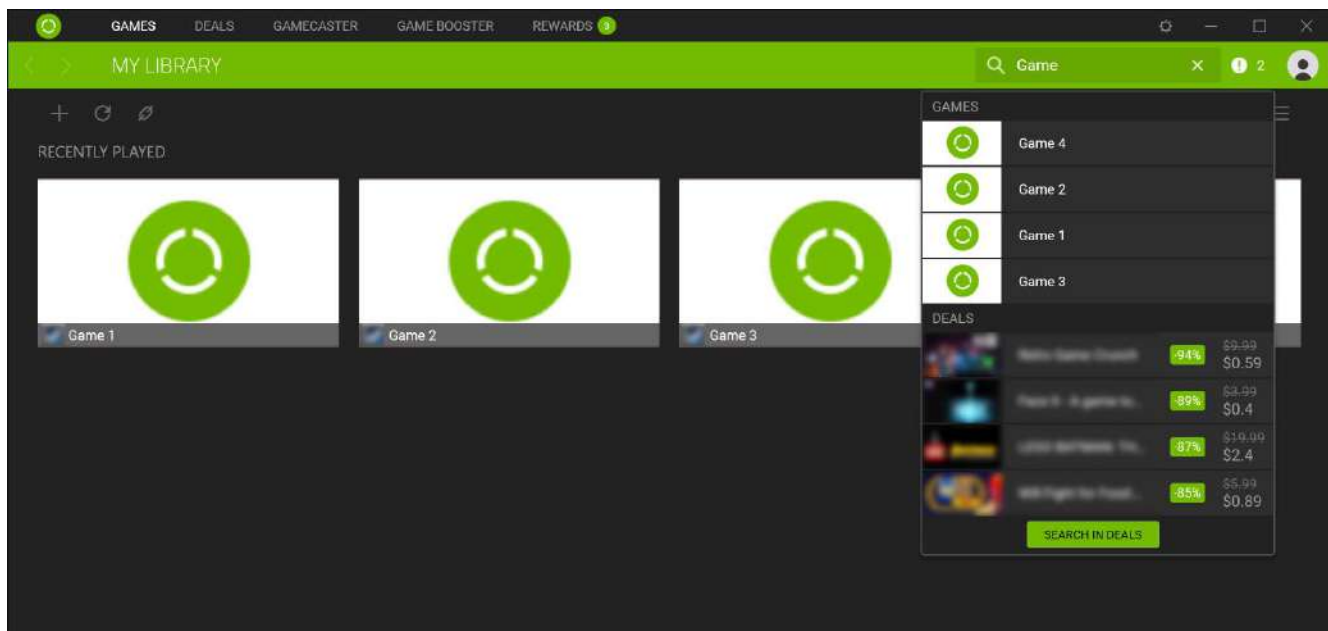 GAMES DEALS GAMECASTER GAME BOOSTER REWARDS 3
MY LIBRARY
Game
2
RECENTLY PLAYED
Game 1
Game 2
Game 3
GAMES
Game 4
Game 2
Game 1
Game 3
DEALS
-94% $9.99
$0.59
-89% $3.99
$0.4
-87% $19.99
$2.4
-85% $5.99
$0.89
SEARCH IN DEALS